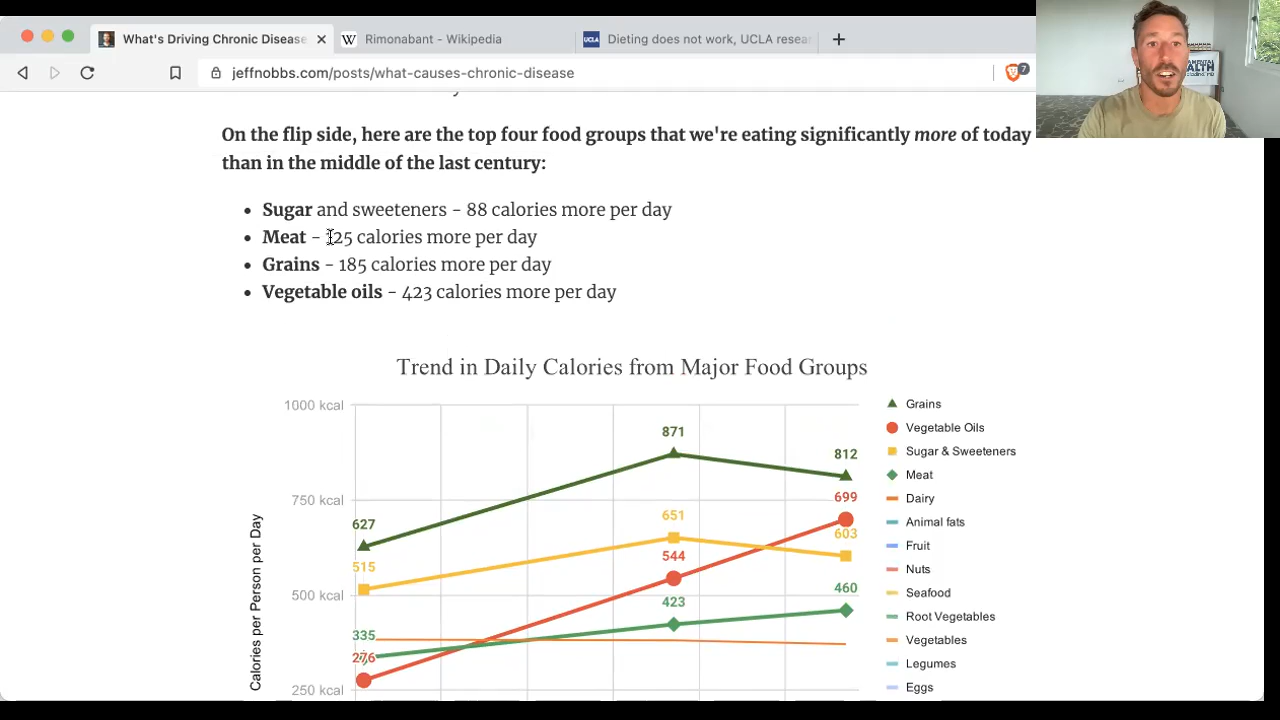 What's Driving Chronic Disease
Rimonabant - Wikipedia
UCLA
Dieting does not work, UCLA resea
jeffnobbs.com/posts/what-causes-chronic-disease
7
On the flip side, here are the top four food groups that we're eating significantly more of today
than in the middle of the last century:
Sugar and sweeteners - 88 calories more per day
Meat - 125 calories more per day
Grains - 185 calories more per day
Vegetable oils - 423 calories more per day
Trend in Daily Calories from Major Food Groups
1000 kcal
750 kcal
500 kcal
250 kcal
Calories per Person per Day
627
871
812
515
651
603
276
544
699
335
423
460
Grains
Vegetable Oils
Sugar & Sweeteners
Meat
Dairy
Animal fats
Fruit
Nuts
Seafood
Root Vegetables
Vegetables
Legumes
Eggs